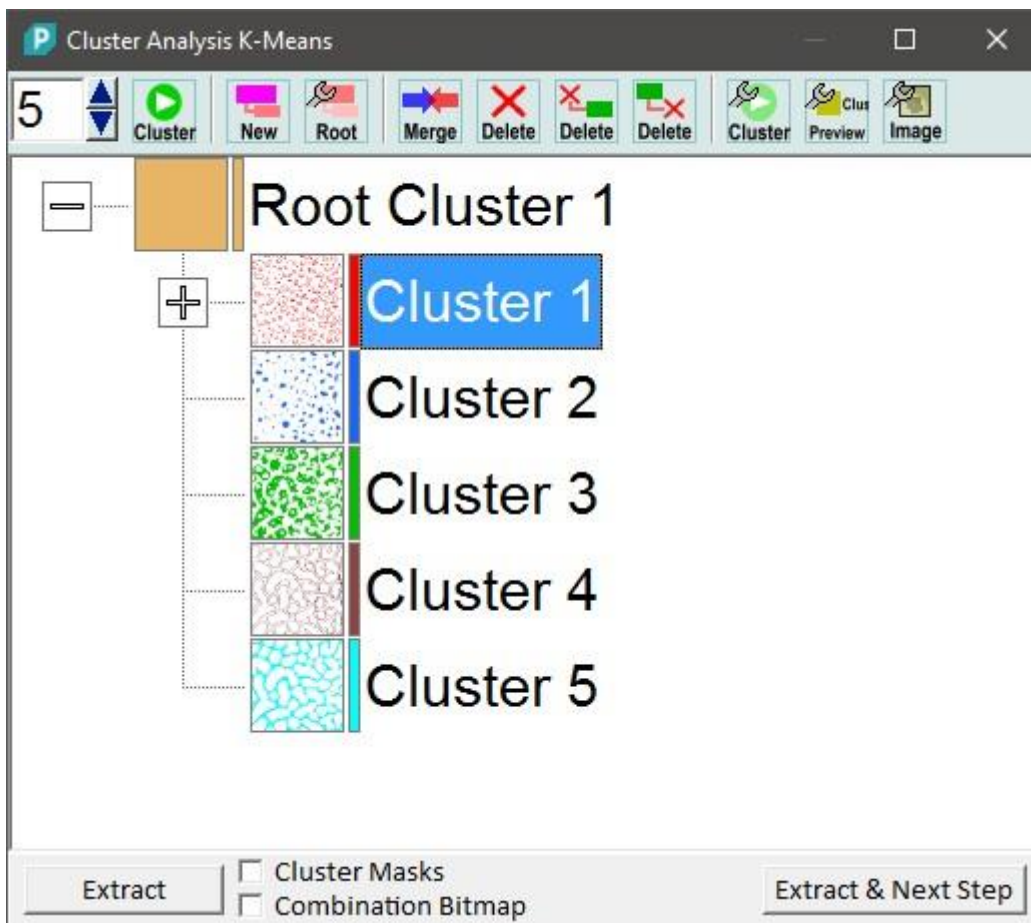 P Cluster Analysis K-Means
5 Cluster New Root Merge Delete Delete Delete Cluster Clus Preview Image
Root Cluster 1
Cluster 1
Cluster 2
Cluster 3
Cluster 4
Cluster 5
Extract Cluster Masks Extract & Next Step
Combination Bitmap